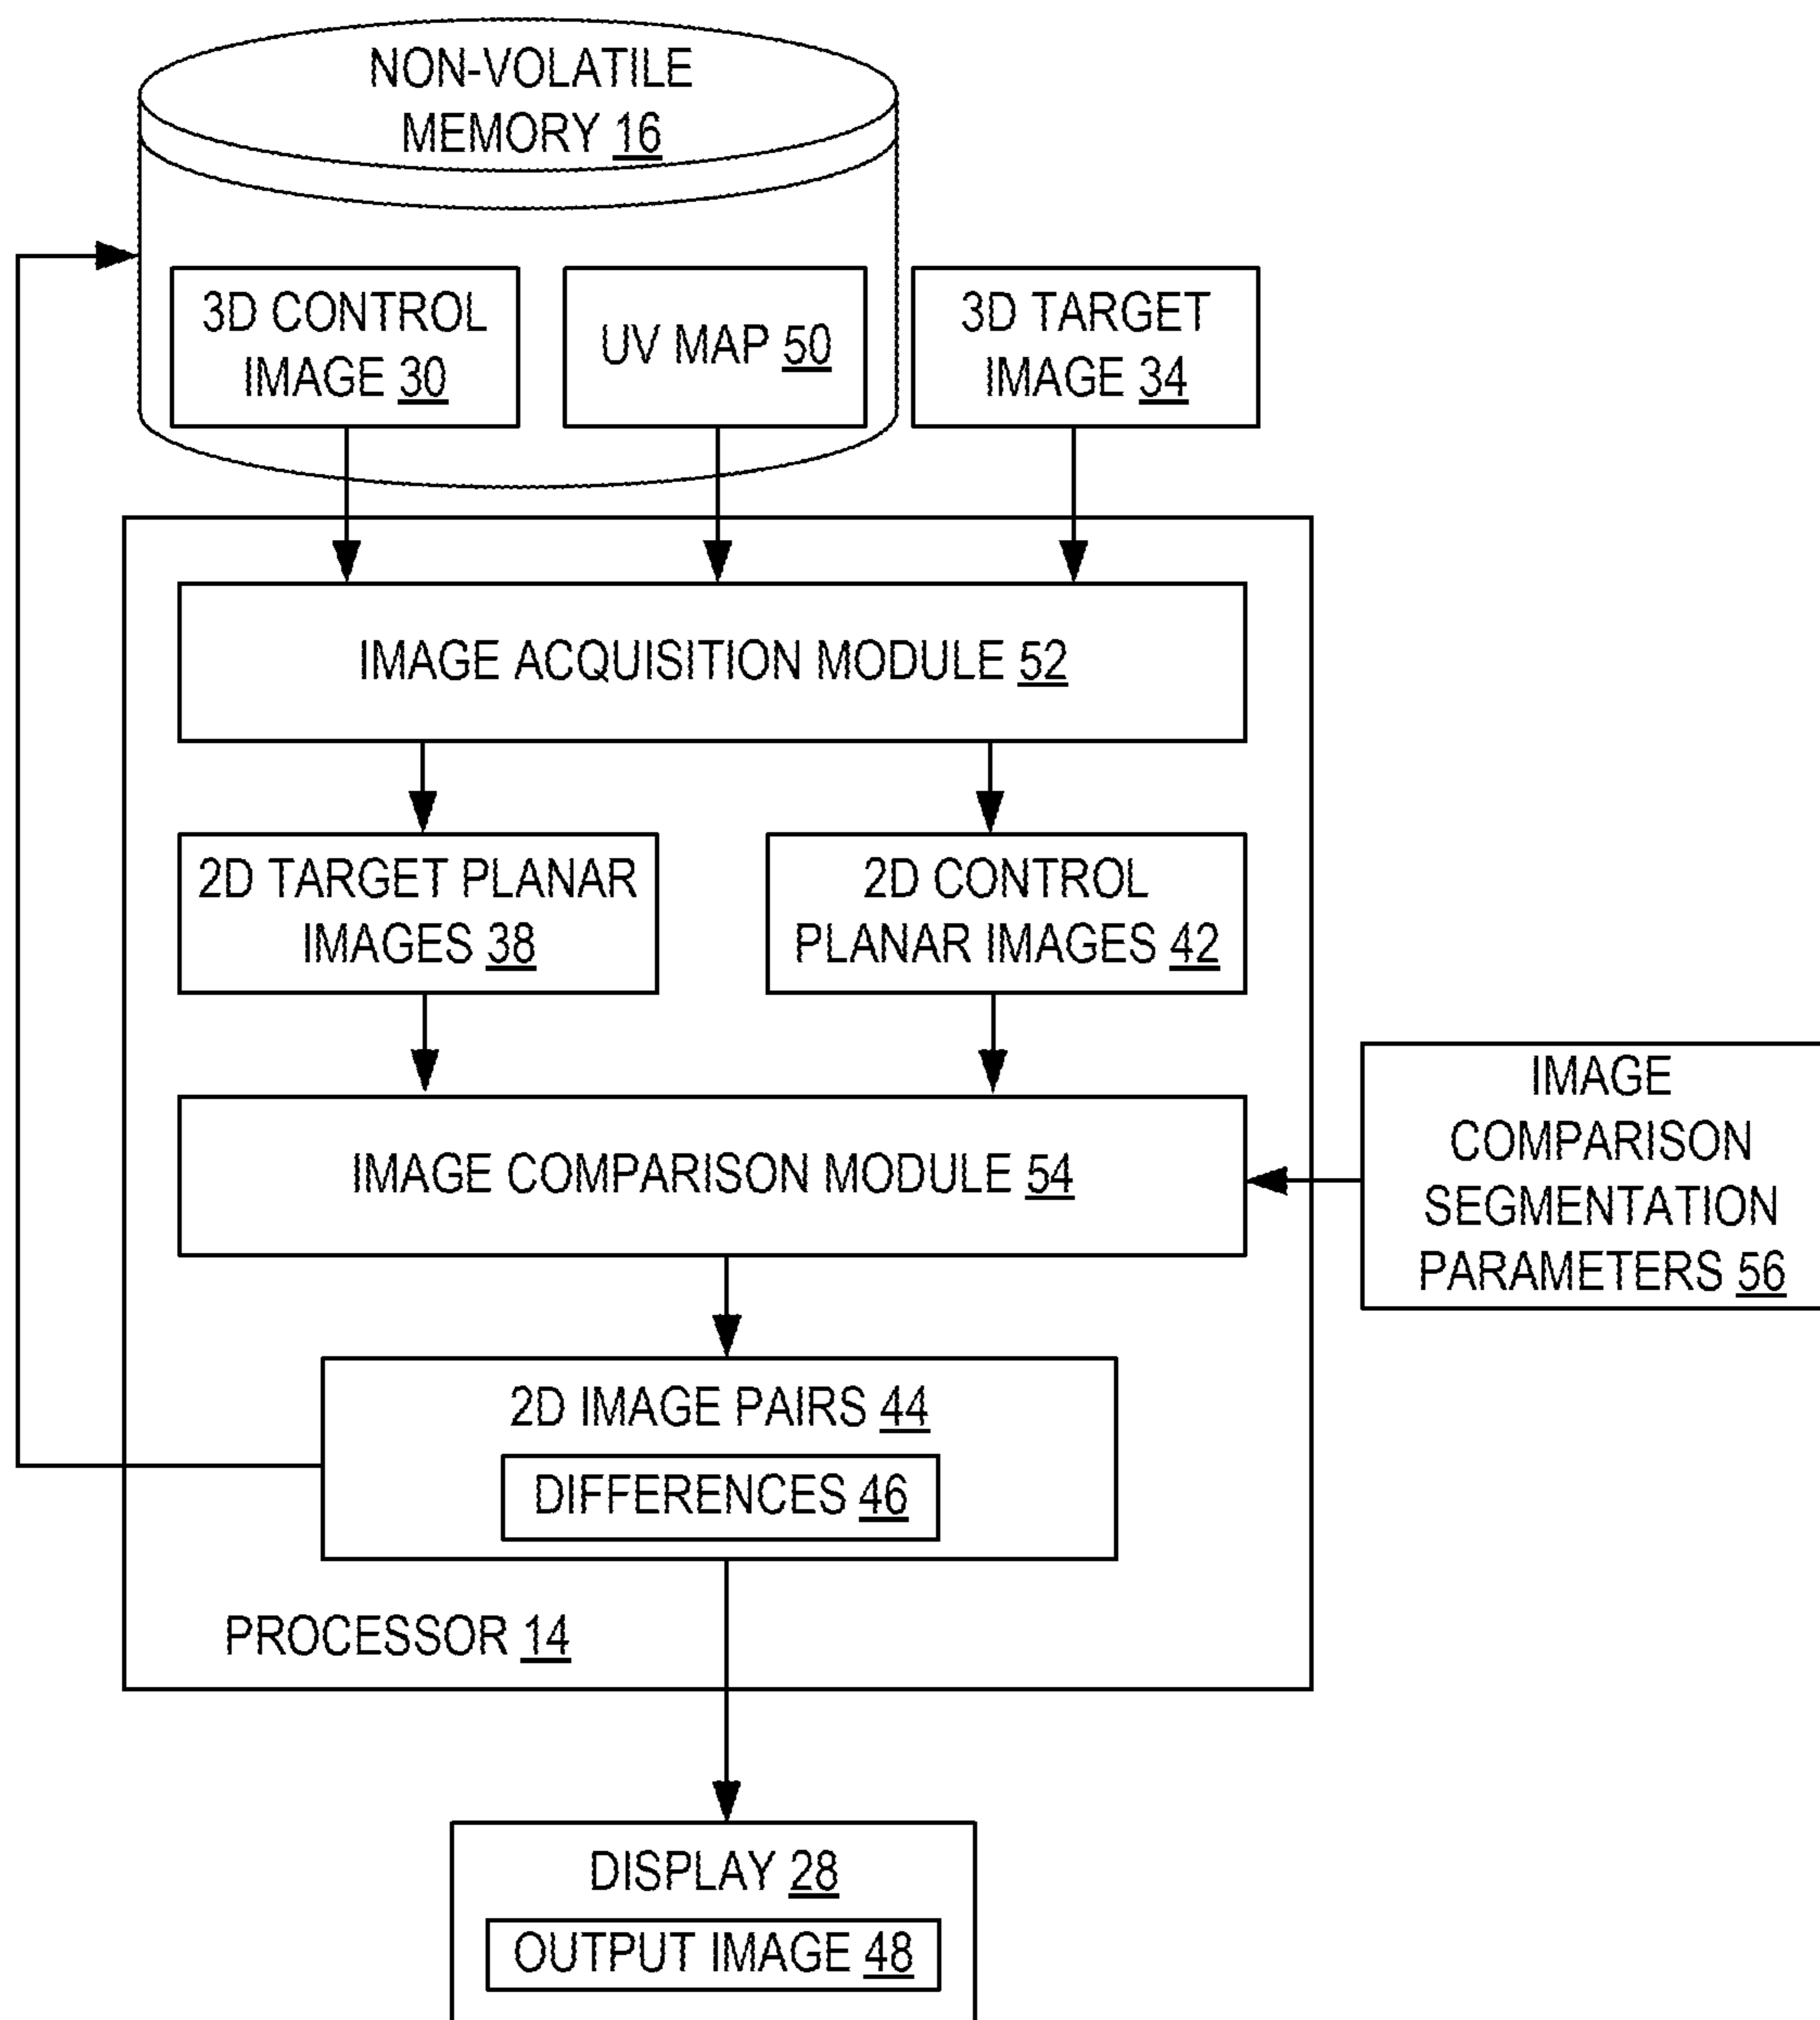 NON-VOLATILE
MEMORY 16
3D CONTROL
IMAGE 30
UV MAP 50
3D TARGET
IMAGE 34
IMAGE ACQUISITION MODULE 52
2D TARGET PLANAR
IMAGES 38
2D CONTROL
PLANAR IMAGES 42
IMAGE COMPARISON MODULE 54
IMAGE
COMPARISON
SEGMENTATION
PARAMETERS 56
2D IMAGE PAIRS 44
DIFFERENCES 46
PROCESSOR 14
DISPLAY 28
OUTPUT IMAGE 48